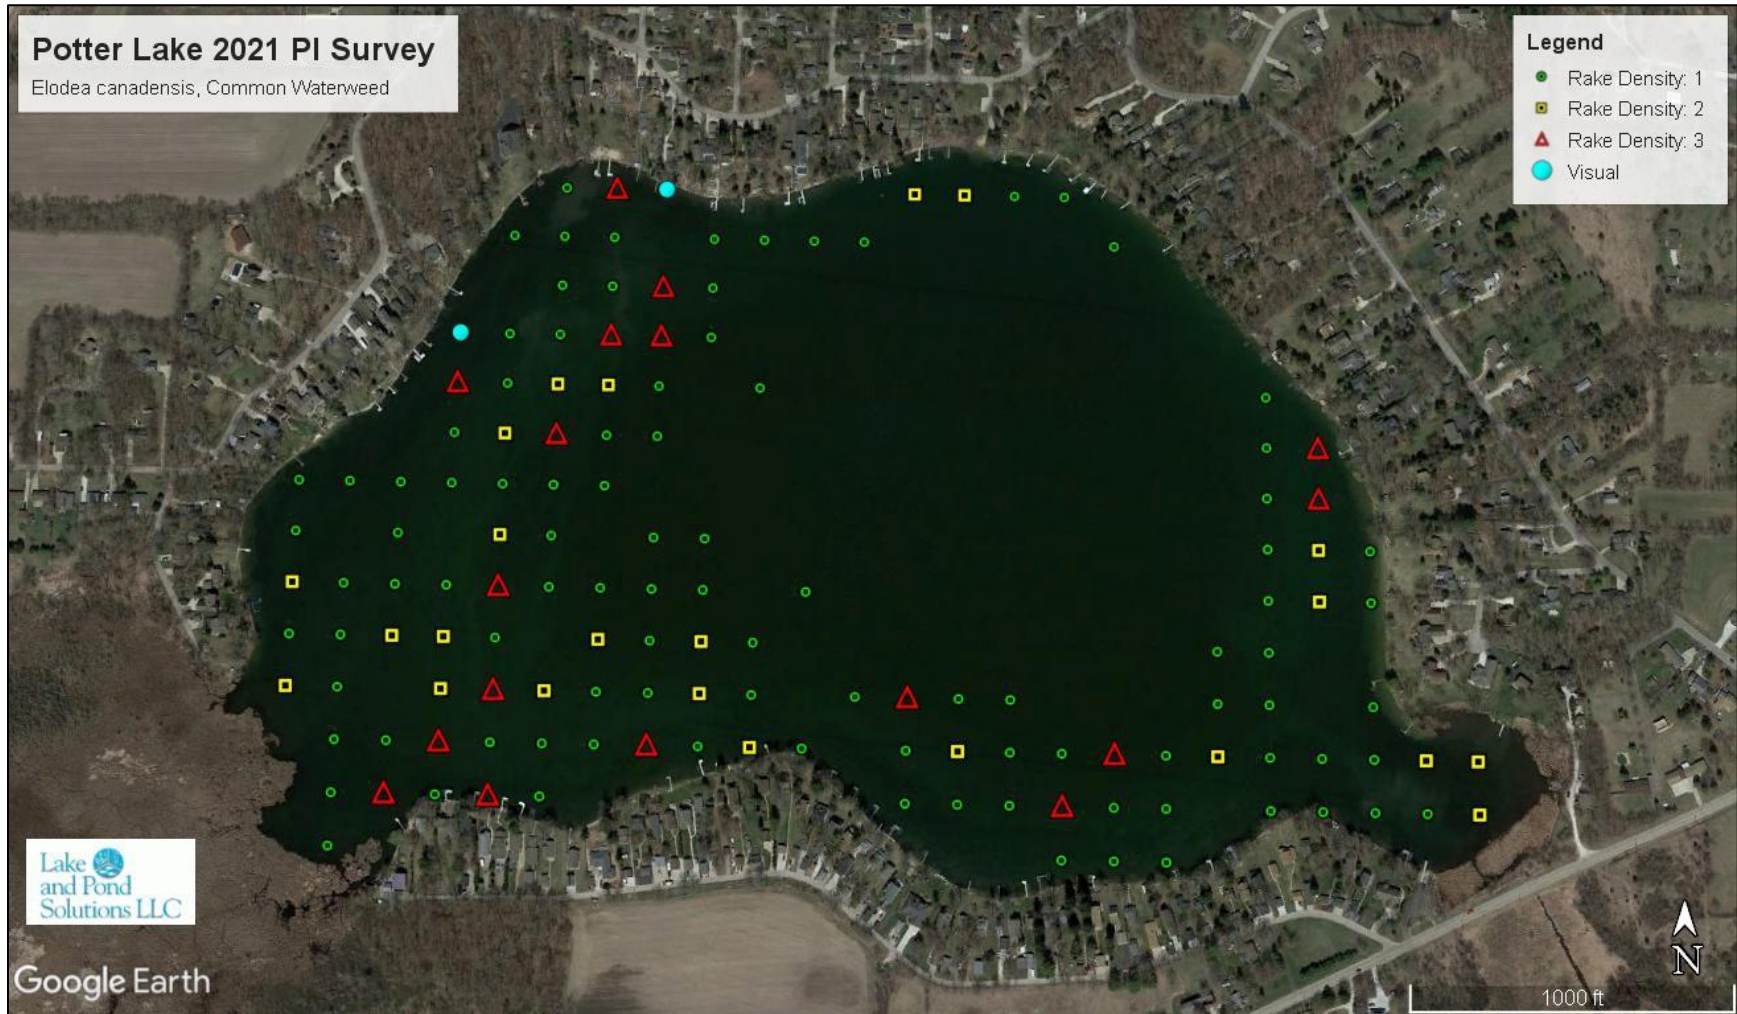 Potter Lake 2021 PI Survey
Elodea canadensis, Common Waterweed
Legend
Rake Density: 1
Rake Density: 2
Rake Density: 3
Visual
Lake
and Pond
Solutions LLC
Google Earth
N
1000 ft